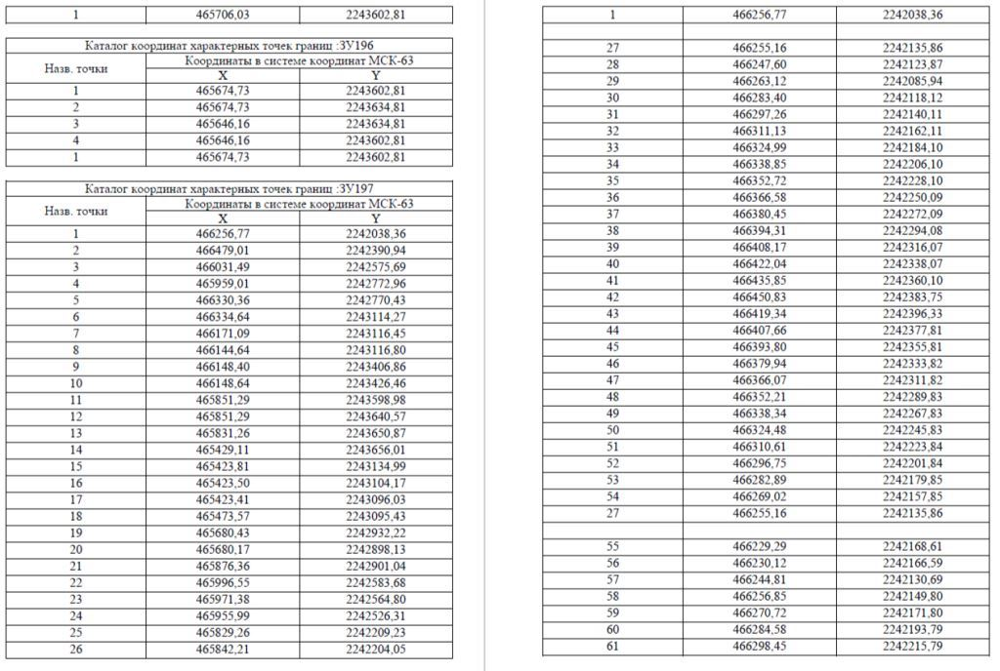 1 465706,03 2243602,81
Каталог координат характерных точек границ :ЗУ196
Назв. точки Координаты в системе координат МСК-63
X Y
1 465674,73 2243602,81
2 465674,73 2243634,81
3 465646,16 2243634,81
4 465646,16 2243602,81
1 465674,73 2243602,81
Каталог координат характерных точек границ :ЗУ197
Назв. точки Координаты в системе координат МСК-63
X Y
1 466256,77 2242038,36
2 466479,01 2242390,94
3 466031,49 2242575,69
4 465959,01 2242772,96
5 466330,36 2242770,43
6 466334,64 2243114,27
7 466171,09 2243116,45
8 466144,64 2243116,80
9 466148,40 2243406,86
10 466148,64 2243426,46
11 465851,29 2243598,98
12 465851,29 2243640,57
13 465831,26 2243650,87
14 465429,11 2243656,01
15 465423,81 2243134,99
16 465423,50 2243104,17
17 465423,41 2243096,03
18 465473,57 2243095,43
19 465680,43 2242932,22
20 465680,17 2242898,13
21 465876,36 2242901,04
22 465996,55 2242583,68
23 465971,38 2242564,80
24 465955,99 2242526,31
25 465829,26 2242209,23
26 465842,21 2242204,05
1 466256,77 2242038,36
27 466255,16 2242135,86
28 466247,60 2242123,87
29 466263,12 2242085,94
30 466283,40 2242118,12
31 466297,26 2242140,11
32 466311,13 2242162,11
33 466324,99 2242184,10
34 466338,85 2242206,10
35 466352,72 2242228,10
36 466366,58 2242250,09
37 466380,45 2242272,09
38 466394,31 2242294,08
39 466408,17 2242316,07
40 466422,04 2242338,07
41 466435,85 2242360,10
42 466450,83 2242383,75
43 466419,34 2242396,33
44 466407,66 2242377,81
45 466393,80 2242355,81
46 466379,94 2242333,82
47 466366,07 2242311,82
48 466352,21 2242289,83
49 466338,34 2242267,83
50 466324,48 2242245,83
51 466310,61 2242223,84
52 466296,75 2242201,84
53 466282,89 2242179,85
54 466269,02 2242157,85
27 466255,16 2242135,86
55 466229,29 2242168,61
56 466230,12 2242166,59
57 466244,81 2242130,69
58 466256,85 2242149,80
59 466270,72 2242171,80
60 466284,58 2242193,79
61 466298,45 2242215,79